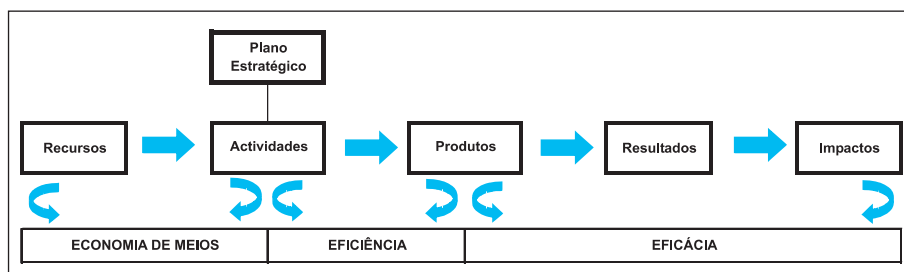 Plano
Estratégico
Recursos
Actividades
Produtos
Resultados
Impactos
ECONOMIA DE MEIOS
EFICIÊNCIA
EFICÁCIA